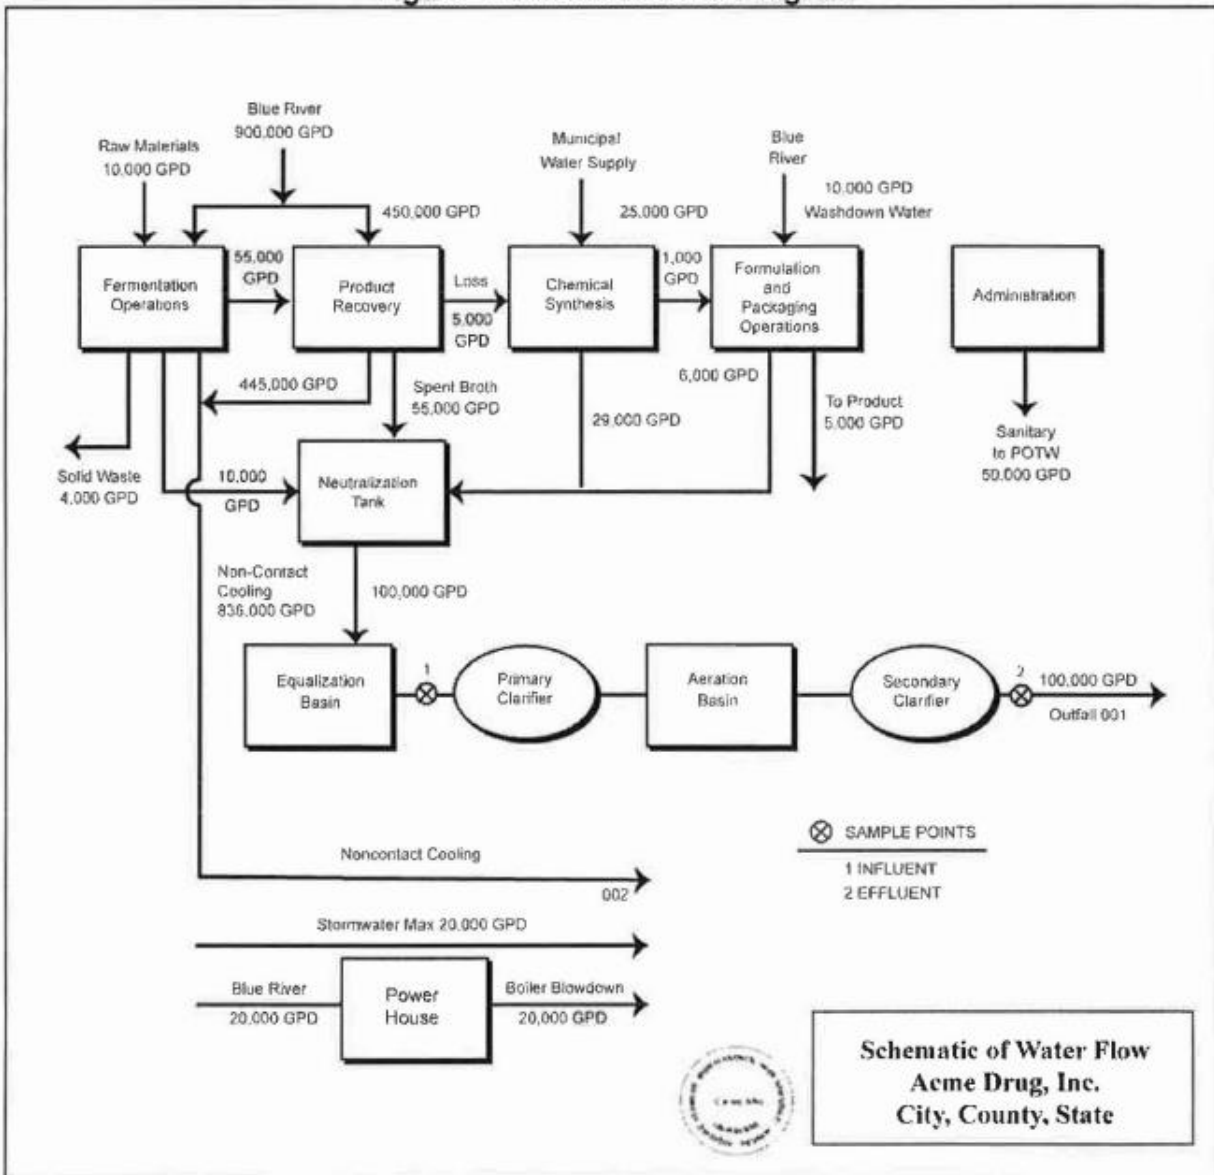 Blue River
900,000 GPD
Raw Materials
10,000 GPD
Municipal
Water Supply
Blue
River
10,000 GPD
Washdown Water
450,000 GPD
25,000 GPD
Fermentation
Operations
55,000
GPD
Product
Recovery
Loss
5,000
GPD
Chemical
Synthesis
1,000
GPD
Formulation
and
Packaging
Operations
Administration
445,000 GPD
Spent Broth
55,000 GPD
29,000 GPD
6,000 GPD
To Product
5,000 GPD
Sanitary
to POTW
50,000 GPD
Solid Waste
4,000 GPD
10,000
GPD
Neutralization
Tank
Non-Contact
Cooling
836,000 GPD
100,000 GPD
Equalization
Basin
1
Primary
Clarifier
Aeration
Basin
Secondary
Clarifier
2
100,000 GPD
Outfall 001
SAMPLE POINTS
1 INFLUENT
2 EFFLUENT
Noncontact Cooling
002
Stormwater Max 20,000 GPD
Blue River
20,000 GPD
Power
House
Boiler Blowdown
20,000 GPD
Schematic of Water Flow
Acme Drug, Inc.
City, County, State